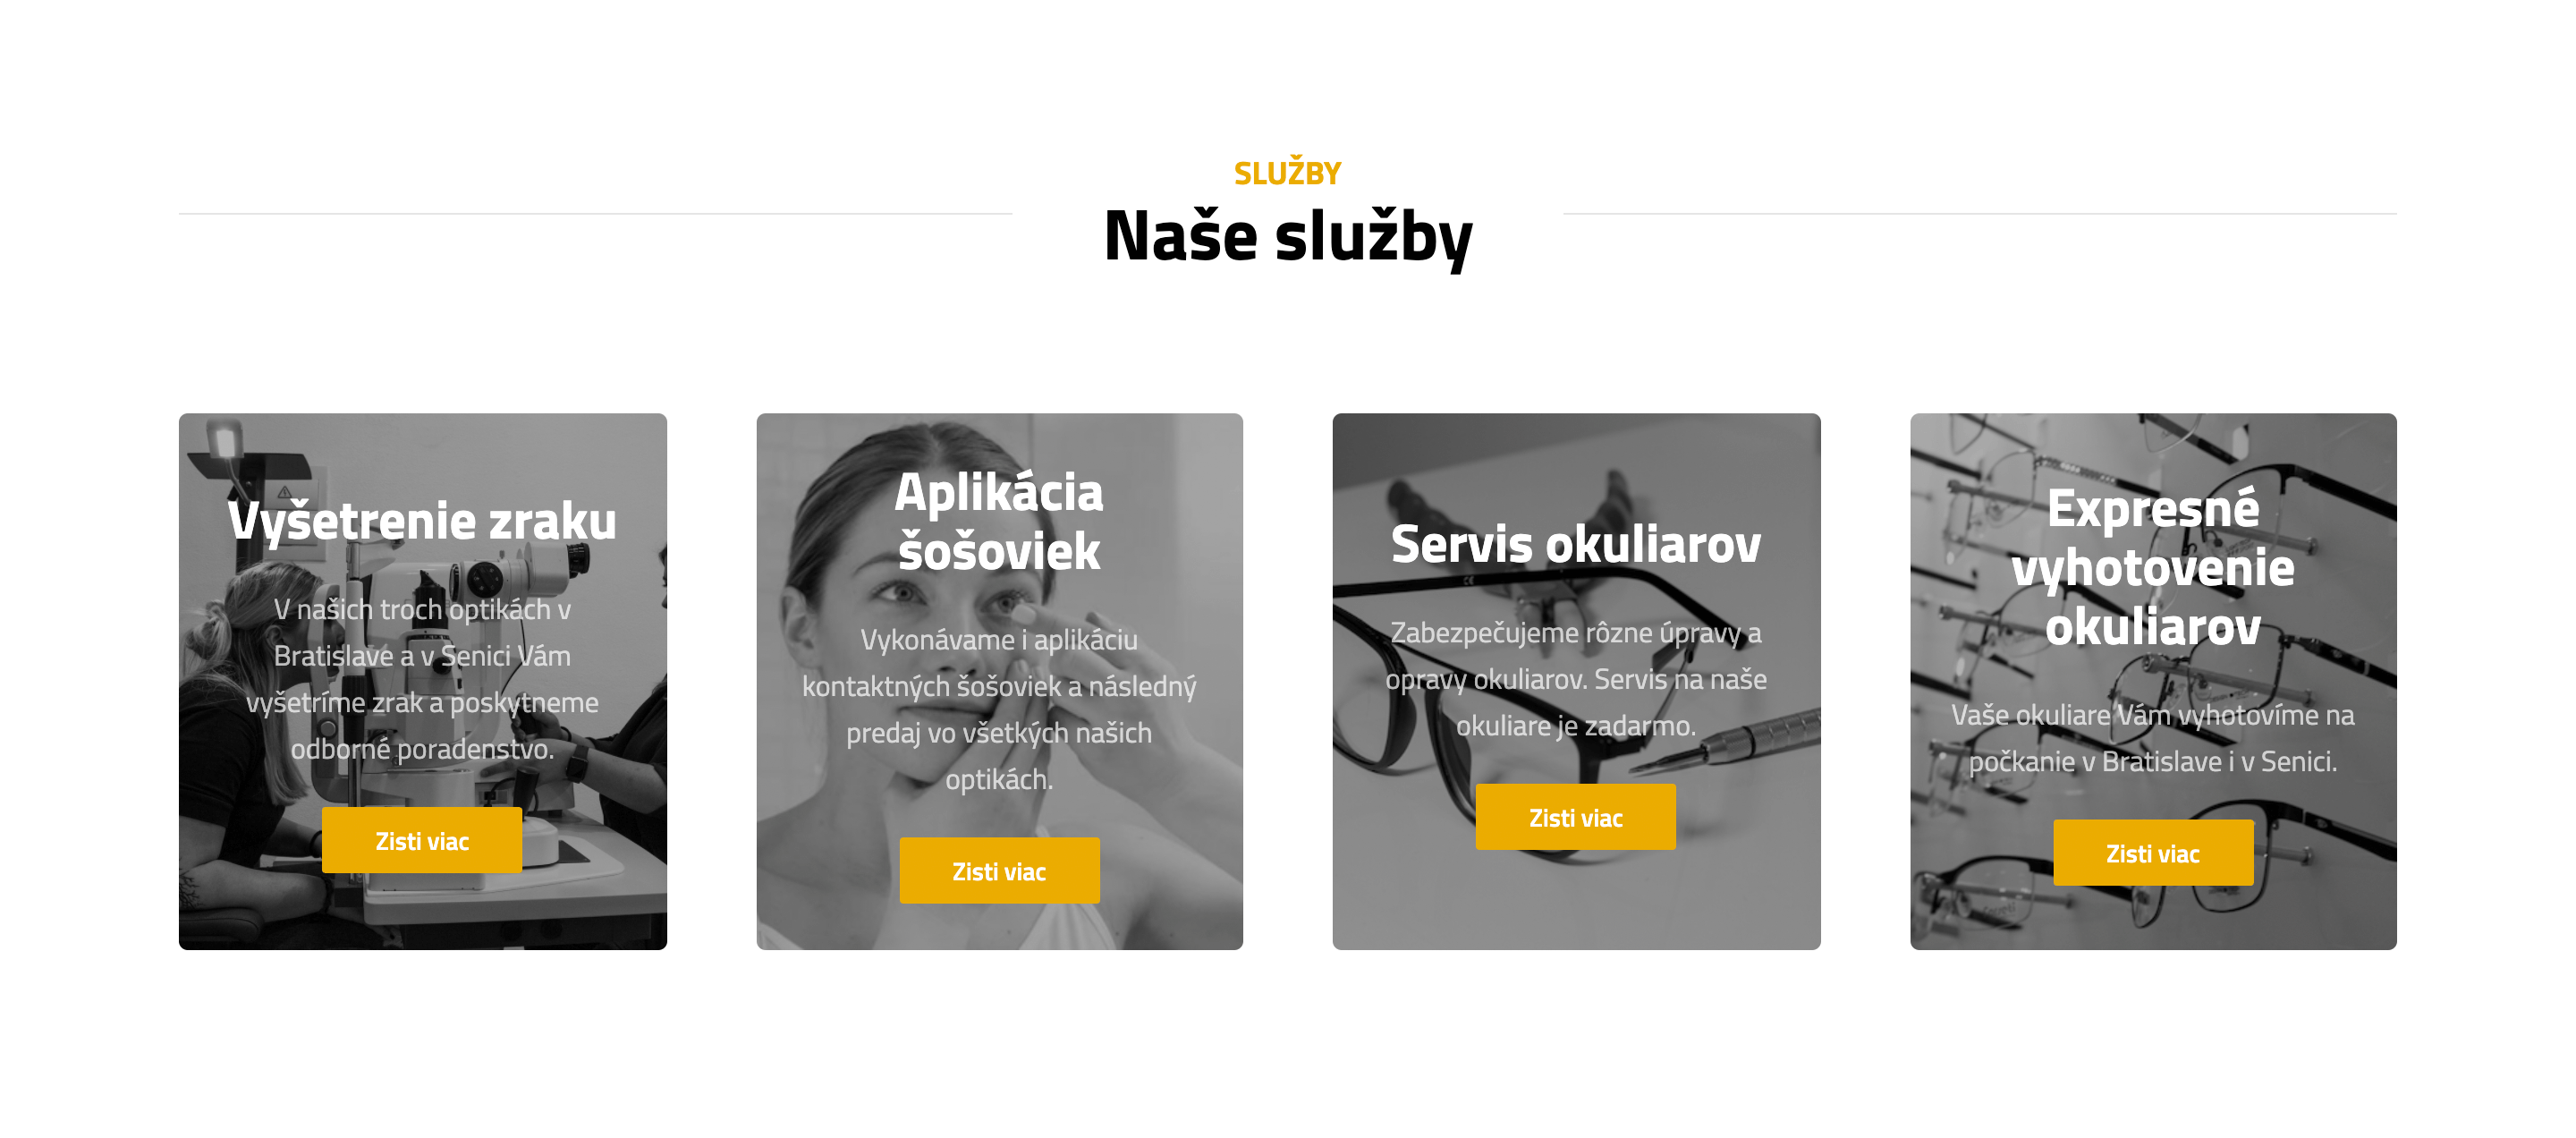 SLUŽBY
Naše služby
Vyšetrenie zraku
V našich troch optikách v
Bratislave a v Senici Vám
vyšetríme zrak a poskytneme
odborné poradenstvo.
Zisti viac
Aplikácia
šošoviek
Vykonávame i aplikáciu
kontaktných šošoviek a následný
predaj vo všetkých našich
optikách.
Zisti viac
Servis okuliarov
Zabezpečujeme rôzne úpravy a
opravy okuliarov. Servis na naše
okuliare je zadarmo.
Zisti viac
Expresné
vyhotovenie
okuliarov
Vaše okuliare Vám vyhotovíme na
počkanie v Bratislave i v Senici.
Zisti viac